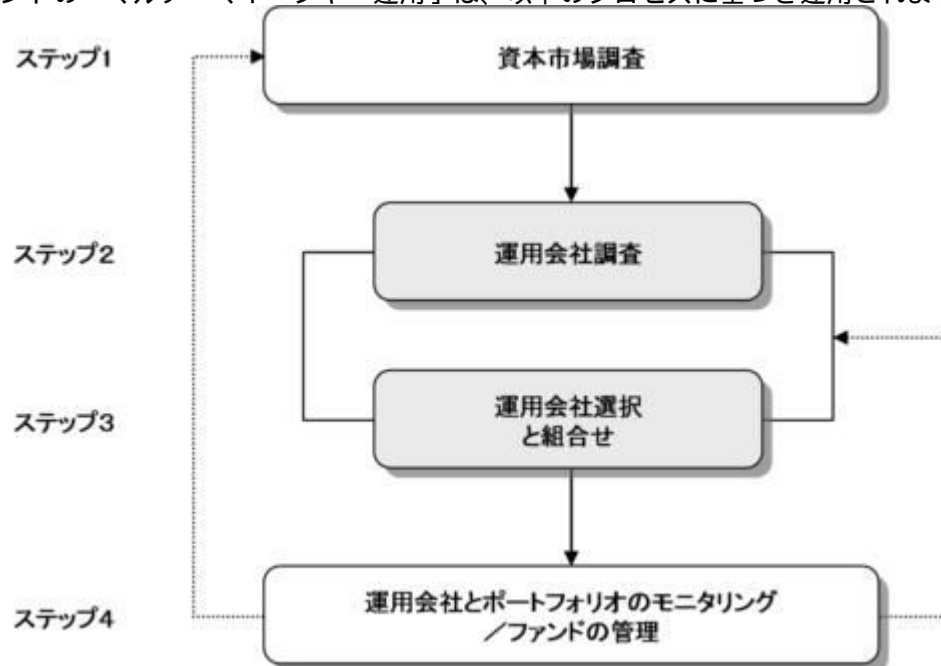 ステップ1
資本市場調査
ステップ2
運用会社調査
ステップ3
運用会社選択
と組合せ
ステップ4
運用会社とポートフォリオのモニタリング
／ファンドの管理